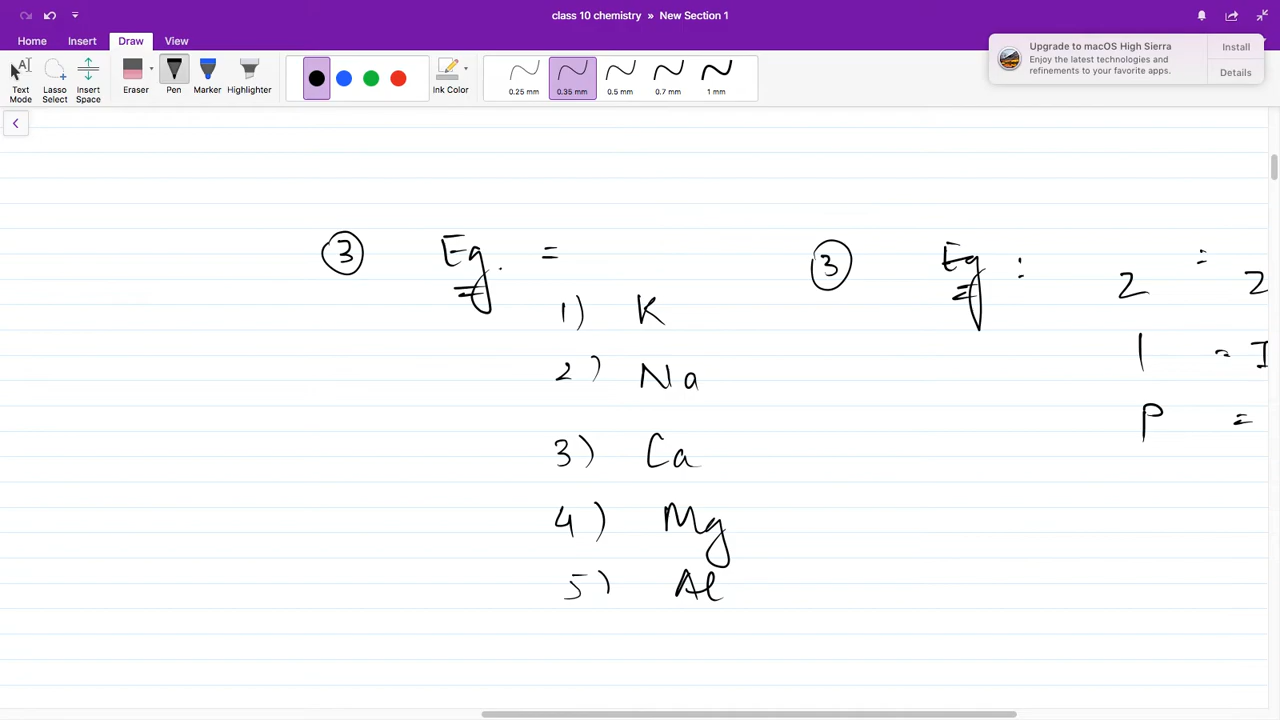 class 10 chemistry » New Section 1
Home Insert Draw View
Upgrade to macOS High Sierra
Enjoy the latest technologies and
refinements to your favorite apps.
Install
Details
Text
Mode
Lasso
Select
Insert
Space
Eraser
Pen
Marker
Highlighter
Ink Color
0.25 mm
0.35 mm
0.5 mm
0.7 mm
1 mm
③ Eg. =
1) K
2) Na
3) Ca
4) Mg
5) Al
③ Eg :
2 = 2
1 = I
P =